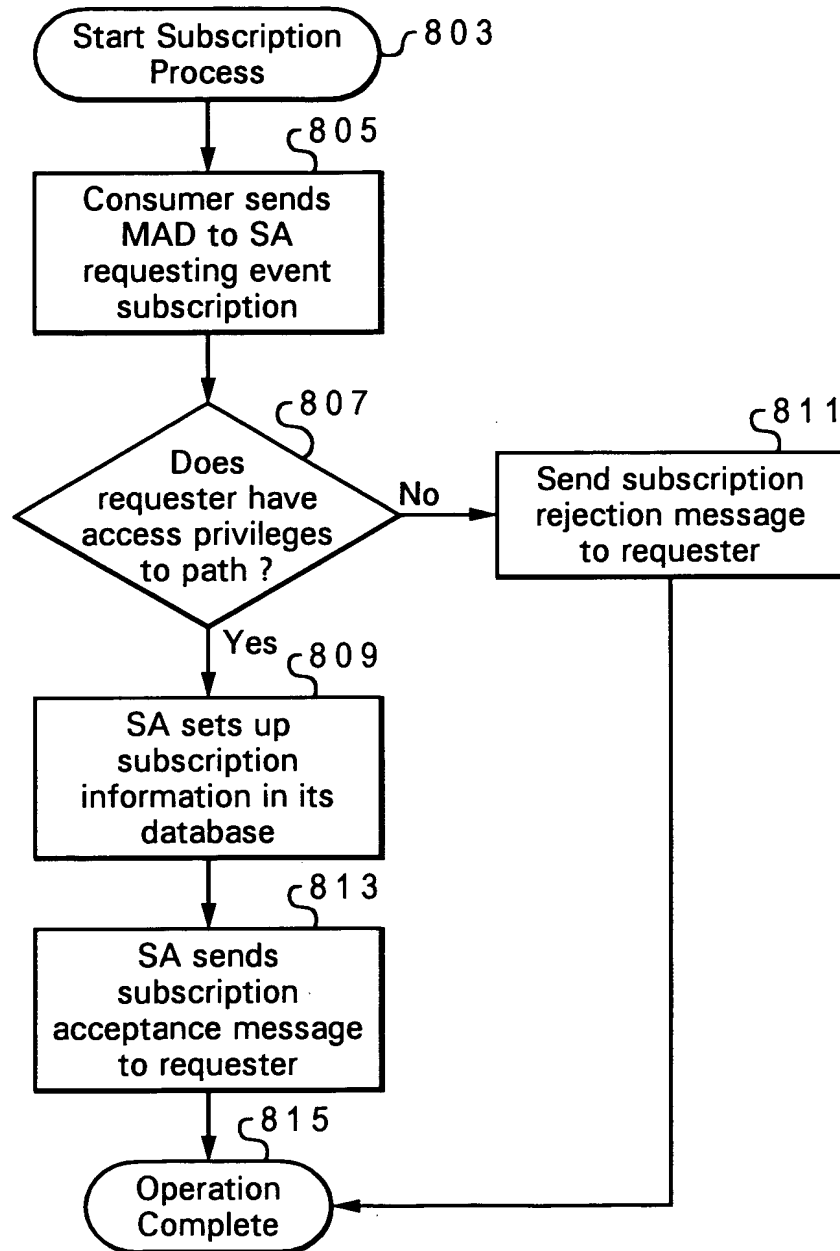 Start Subscription
Process
803
805
Consumer sends
MAD to SA
requesting event
subscription
807
Does
requester have
access privileges
to path ?
No
811
Send subscription
rejection message
to requester
Yes
809
SA sets up
subscription
information in its
database
813
SA sends
subscription
acceptance message
to requester
815
Operation
Complete